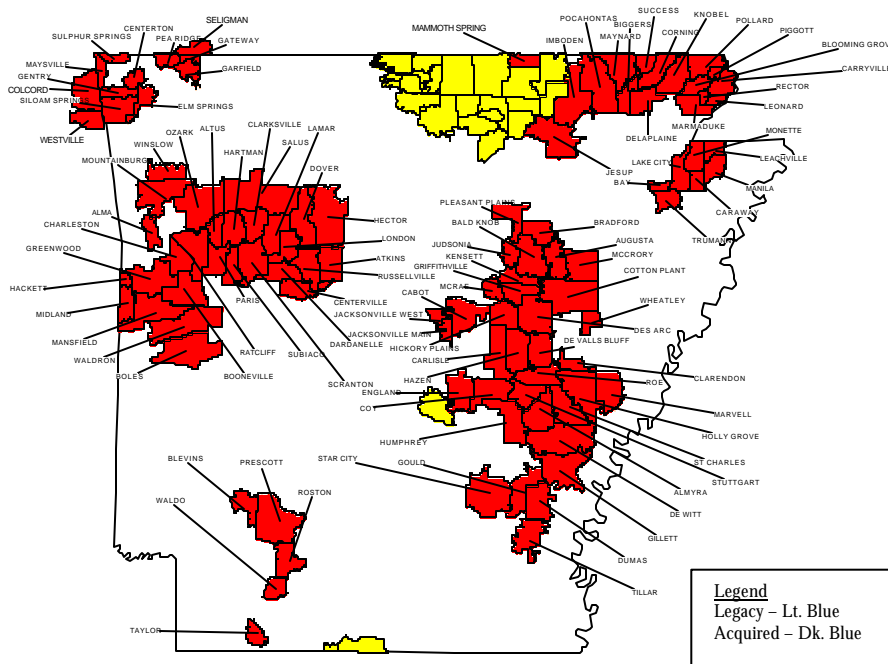 SELIGMAN
CENTERTON
SULPHUR SPRINGS
PEA RIDGE
GATEWAY
MAYSVILLE
GENTRY
GARFIELD
COLCORD
SILOAM SPRINGS
ELM SPRINGS
WESTVILLE
MAMMOTH SPRING
POCAHONTAS
SUCCESS
BIGGERS
KNOBEL
IMBODEN
MAYNARD
CORNING
POLLARD
PIGGOTT
BLOOMING GROVE
CARRYVILLE
RECTOR
LEONARD
MARMADUKE
DELAPLAINE
MONETTE
LAKE CITY
LEACHVILLE
JESUP
BAY
MANILA
CARAWAY
TRUMANN
OZARK
ALTUS
CLARKSVILLE
LAMAR
WINSLOW
HARTMAN
SALUS
MOUNTAINBURG
DOVER
ALMA
CHARLESTON
HECTOR
GREENWOOD
LONDON
ATKINS
HACKETT
RUSSELLVILLE
PARIS
CENTERVILLE
MIDLAND
DARDANELLE
MANSFIELD
RATCLIFF
SUBIACO
WALDRON
SCRANTON
BOLES
BOONEVILLE
PLEASANT PLAINS
BALD KNOB
BRADFORD
JUDSONIA
AUGUSTA
KENSETT
MCCRORY
GRIFFITHVILLE
COTTON PLANT
MCRAE
CABOT
WHEATLEY
JACKSONVILLE WEST
JACKSONVILLE MAIN
DES ARC
HICKORY PLAINS
DE VALLS BLUFF
CARLISLE
CLARENDON
HAZEN
ROE
ENGLAND
COY
MARVELL
HUMPHREY
HOLLY GROVE
ST CHARLES
STUTTGART
ALMYRA
DE WITT
GILLETT
BLEVINS
PRESCOTT
STAR CITY
GOULD
WALDO
ROSTON
DUMAS
TILLAR
TAYLOR
Legend
Legacy – Lt. Blue
Acquired – Dk. Blue